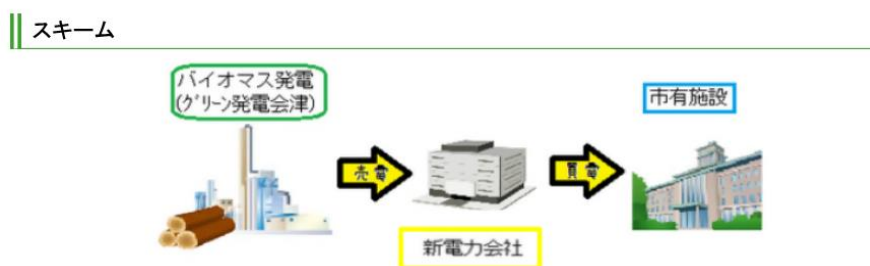 スキーム
バイオマス発電
(グリーン発電会津)
市有施設
売電
買電
新電力会社